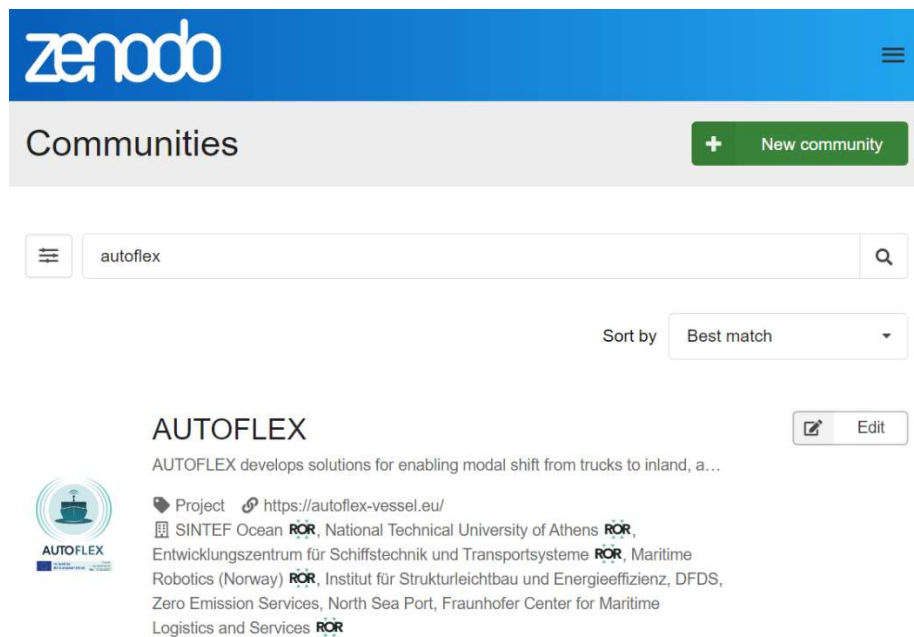 zenodo
Communities
New community
autoflex
Sort by Best match
AUTOFLEX
Edit
AUTOFLEX develops solutions for enabling modal shift from trucks to inland, a…
Project https://autoflex-vessel.eu/
SINTEF Ocean ROR, National Technical University of Athens ROR,
Entwicklungszentrum für Schiffstechnik und Transportsysteme ROR, Maritime
Robotics (Norway) ROR, Institut für Strukturleichtbau und Energieeffizienz, DFDS,
Zero Emission Services, North Sea Port, Fraunhofer Center for Maritime
Logistics and Services ROR
AUTOFLEX